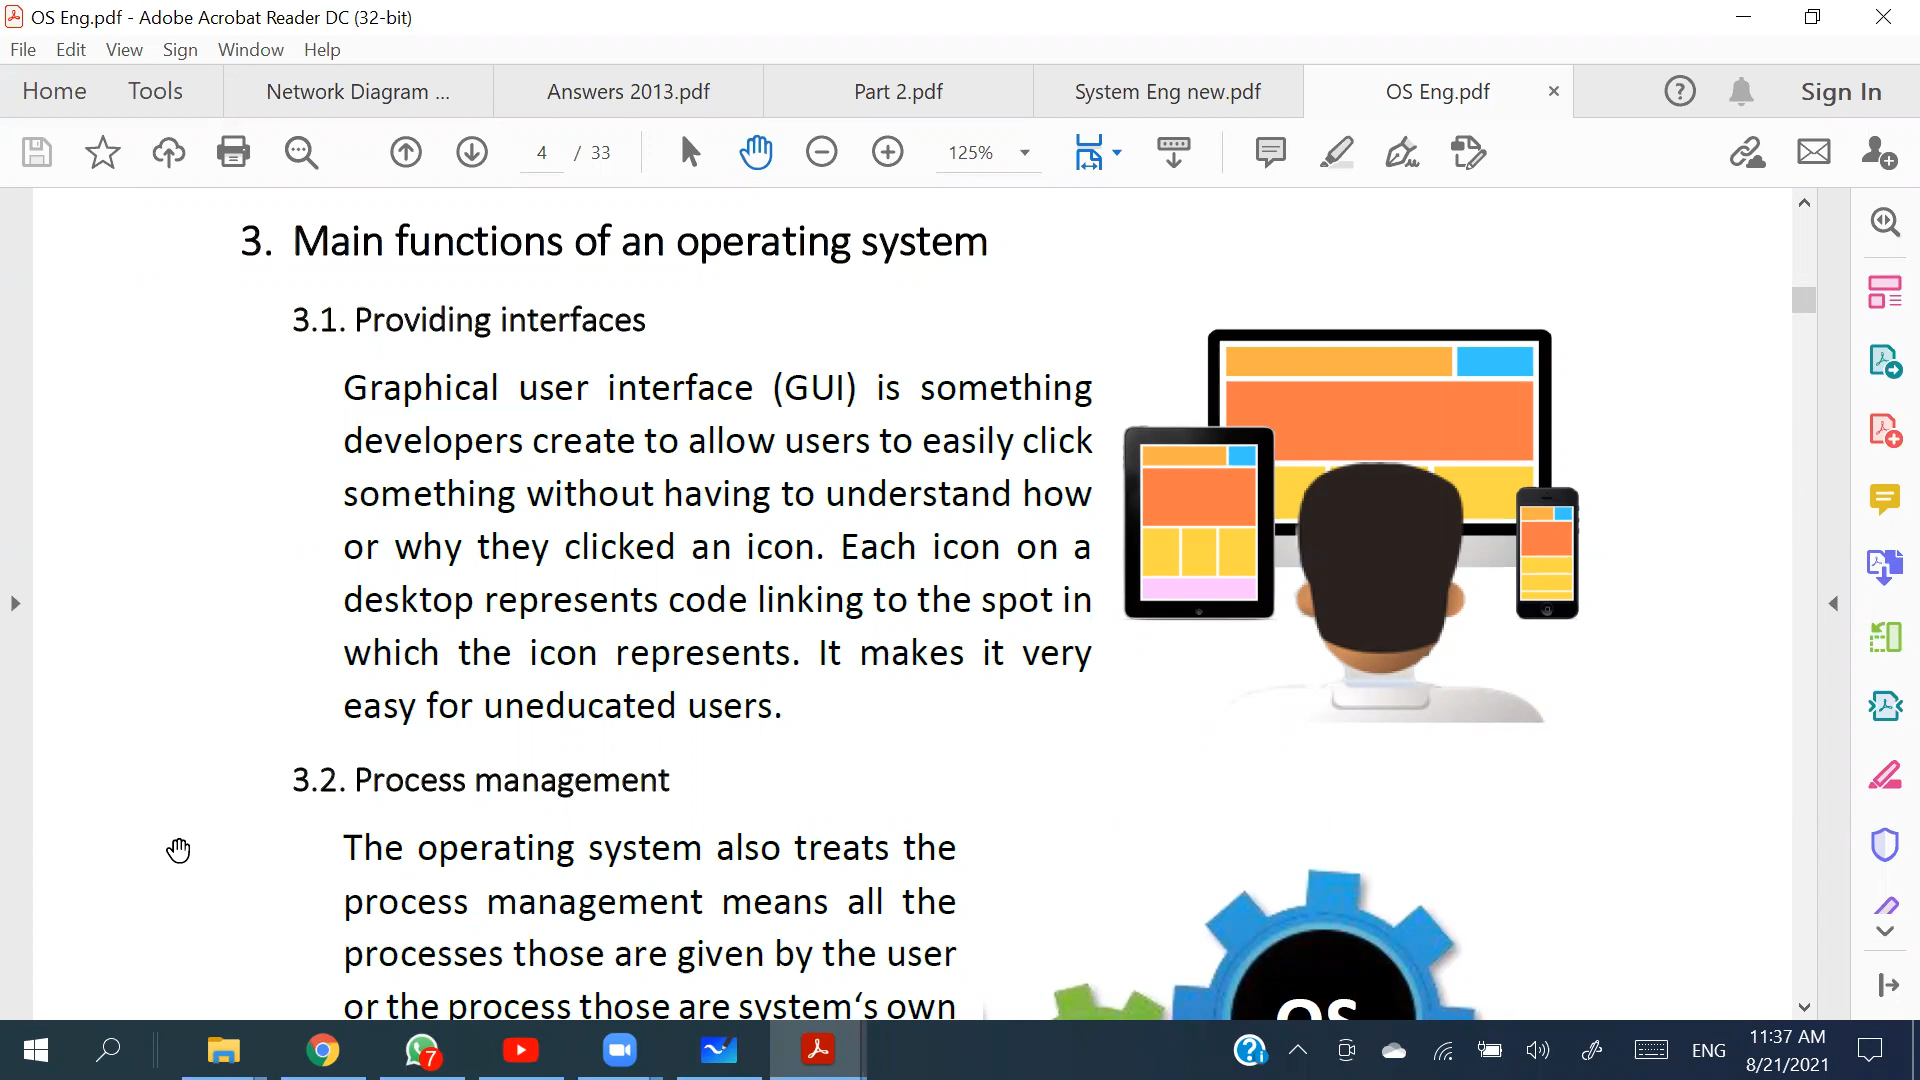 OS Eng.pdf - Adobe Acrobat Reader DC (32-bit)
File Edit View Sign Window Help
Home Tools Network Diagram ... Answers 2013.pdf Part 2.pdf System Eng new.pdf OS Eng.pdf × Sign In
4 / 33 125%
3. Main functions of an operating system
3.1. Providing interfaces
Graphical user interface (GUI) is something
developers create to allow users to easily click
something without having to understand how
or why they clicked an icon. Each icon on a
desktop represents code linking to the spot in
which the icon represents. It makes it very
easy for uneducated users.
3.2. Process management
The operating system also treats the
process management means all the
processes those are given by the user
or the process those are system‘s own
OS
7
ENG
11:37 AM
8/21/2021